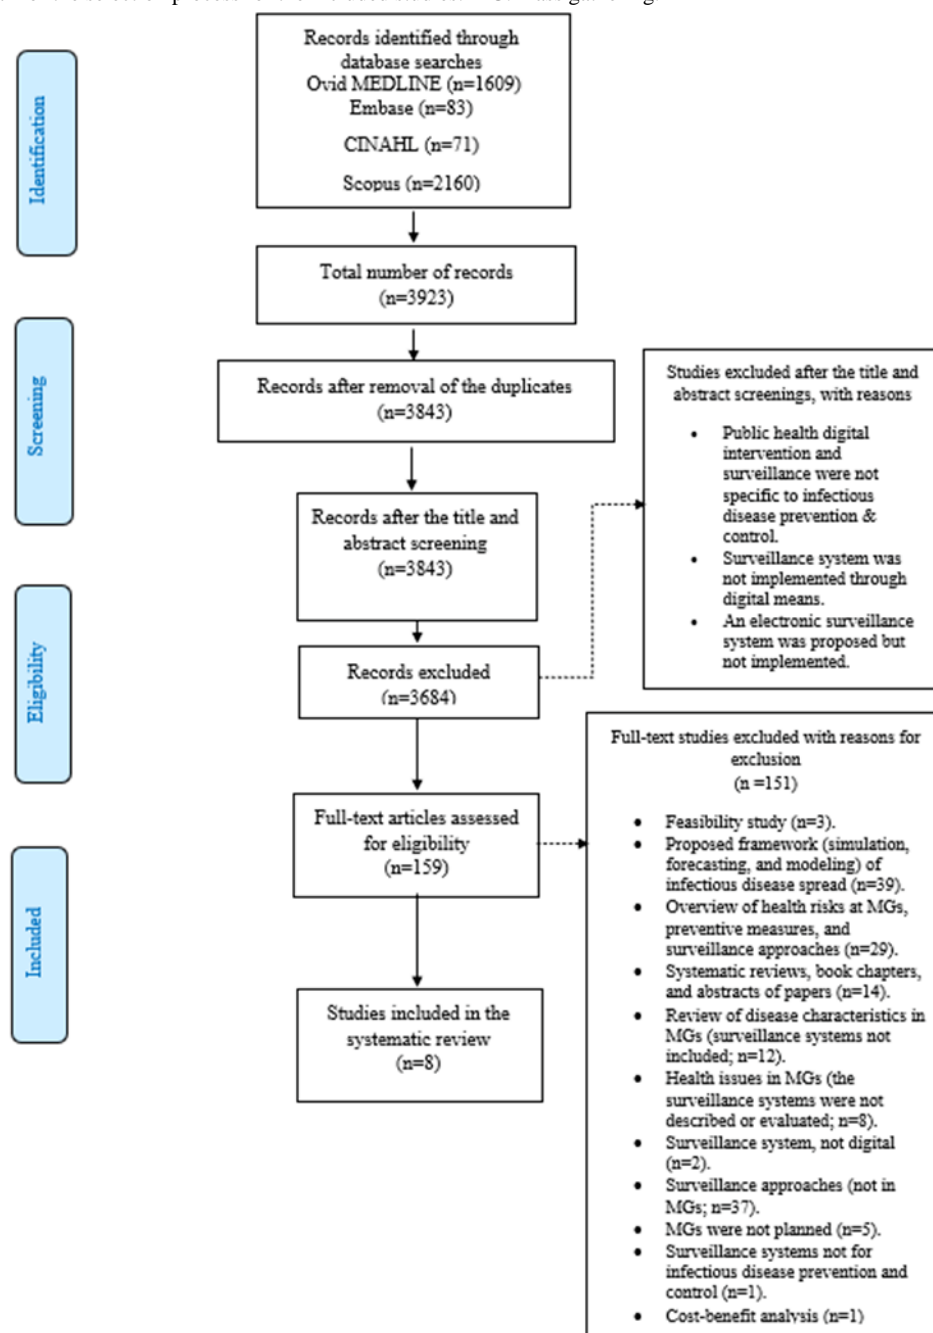 Identification
Records identified through
database searches
Ovid MEDLINE (n=1609)
Embase (n=83)
CINAHL (n=71)
Scopus (n=2160)
Total number of records
(n=3923)
Screening
Records after removal of the duplicates
(n=3843)
Records after the title and
abstract screening
(n=3843)
Studies excluded after the title and
abstract screenings, with reasons
• Public health digital
intervention and
surveillance were not
specific to infectious
disease prevention &
control.
• Surveillance system was
not implemented through
digital means.
• An electronic surveillance
system was proposed but
not implemented.
Eligibility
Records excluded
(n=3684)
Full-text articles assessed
for eligibility
(n=159)
Full-text studies excluded with reasons for
exclusion
(n =151)
• Feasibility study (n=3).
• Proposed framework (simulation,
forecasting, and modeling) of
infectious disease spread (n=39).
• Overview of health risks at MGs,
preventive measures, and
surveillance approaches (n=29).
• Systematic reviews, book chapters,
and abstracts of papers (n=14).
• Review of disease characteristics in
MGs (surveillance systems not
included; n=12).
• Health issues in MGs (the
surveillance systems were not
described or evaluated; n=8).
• Surveillance system, not digital
(n=2).
• Surveillance approaches (not in
MGs; n=37).
• MGs were not planned (n=5).
• Surveillance systems not for
infectious disease prevention and
control (n=1).
• Cost-benefit analysis (n=1)
Included
Studies included in the
systematic review
(n=8)